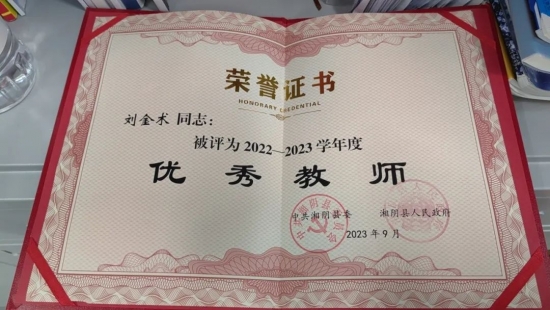 荣誉证书
HONORARY CREDENTIAL
刘金术 同志：
被评为2022—2023学年度
优秀教师
中共湘阴县委 湘阴县人民政府
2023年9月